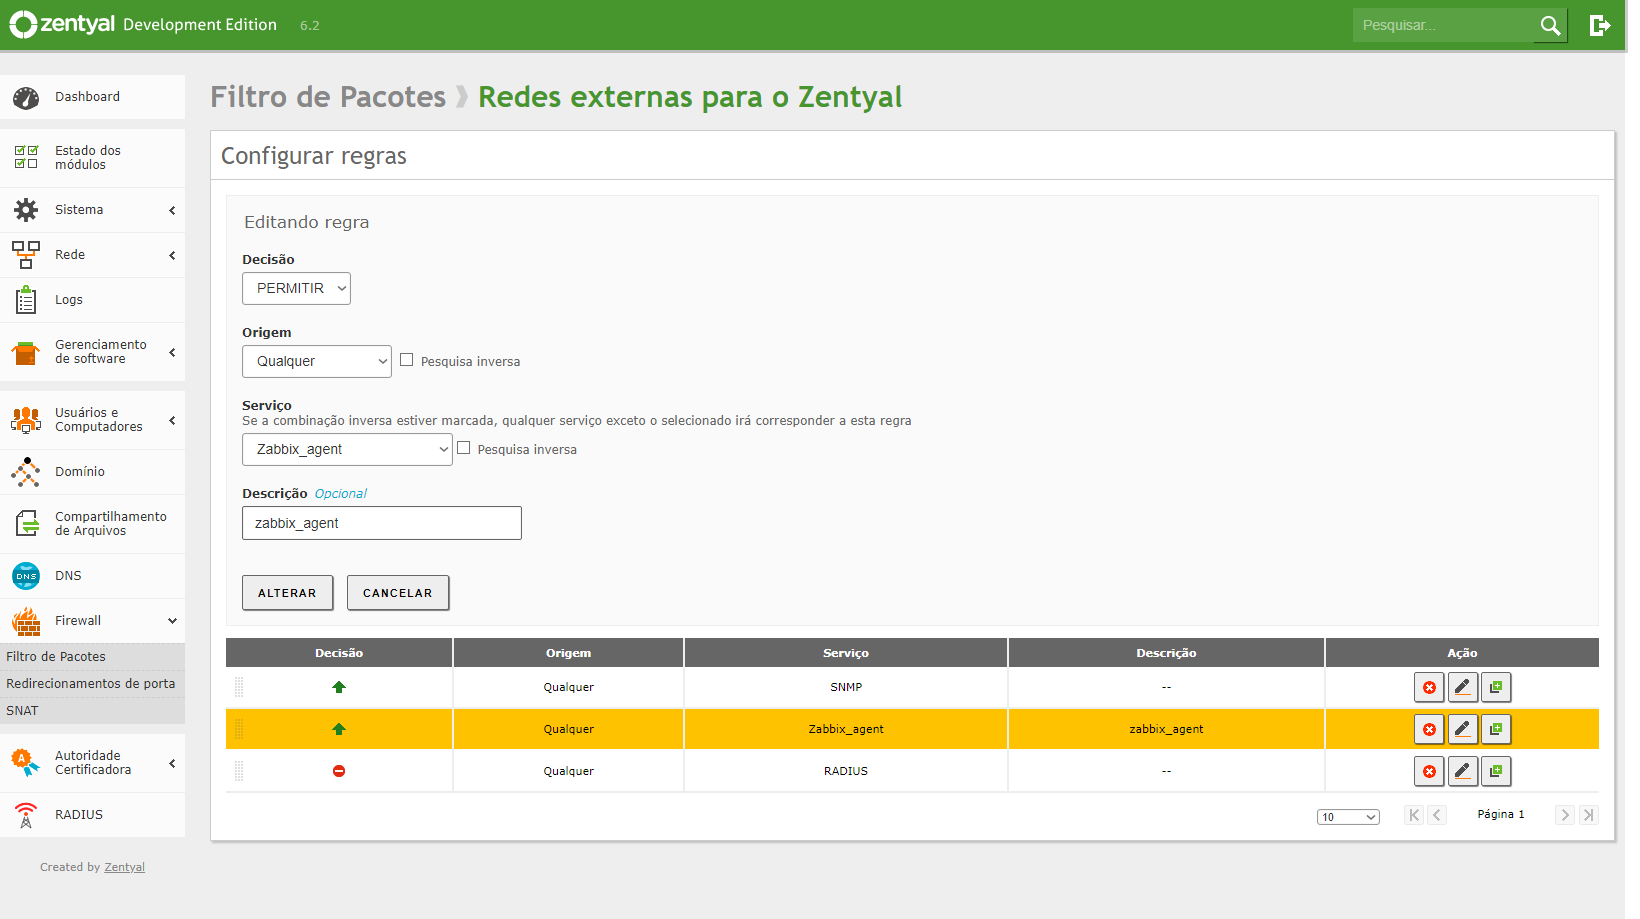 zentyal Development Edition 6.2
Pesquisar...
Dashboard
Estado dos
módulos
Sistema
Rede
Logs
Gerenciamento
de software
Usuários e
Computadores
Domínio
Compartilhamento
de Arquivos
DNS
DNS
Firewall
Filtro de Pacotes
Redirecionamentos de porta
SNAT
A
Autoridade
Certificadora
RADIUS
Created by Zentyal
Filtro de Pacotes Redes externas para o Zentyal
Configurar regras
Editando regra
Decisão
PERMITIR
Origem
Qualquer Pesquisa inversa
Serviço
Se a combinação inversa estiver marcada, qualquer serviço exceto o selecionado irá corresponder a esta regra
Zabbix_agent Pesquisa inversa
Descrição Opcional
zabbix_agent
ALTERAR CANCELAR
Decisão Origem Serviço Descrição Ação
Qualquer SNMP --
Qualquer Zabbix_agent zabbix_agent
Qualquer RADIUS --
10 Página 1